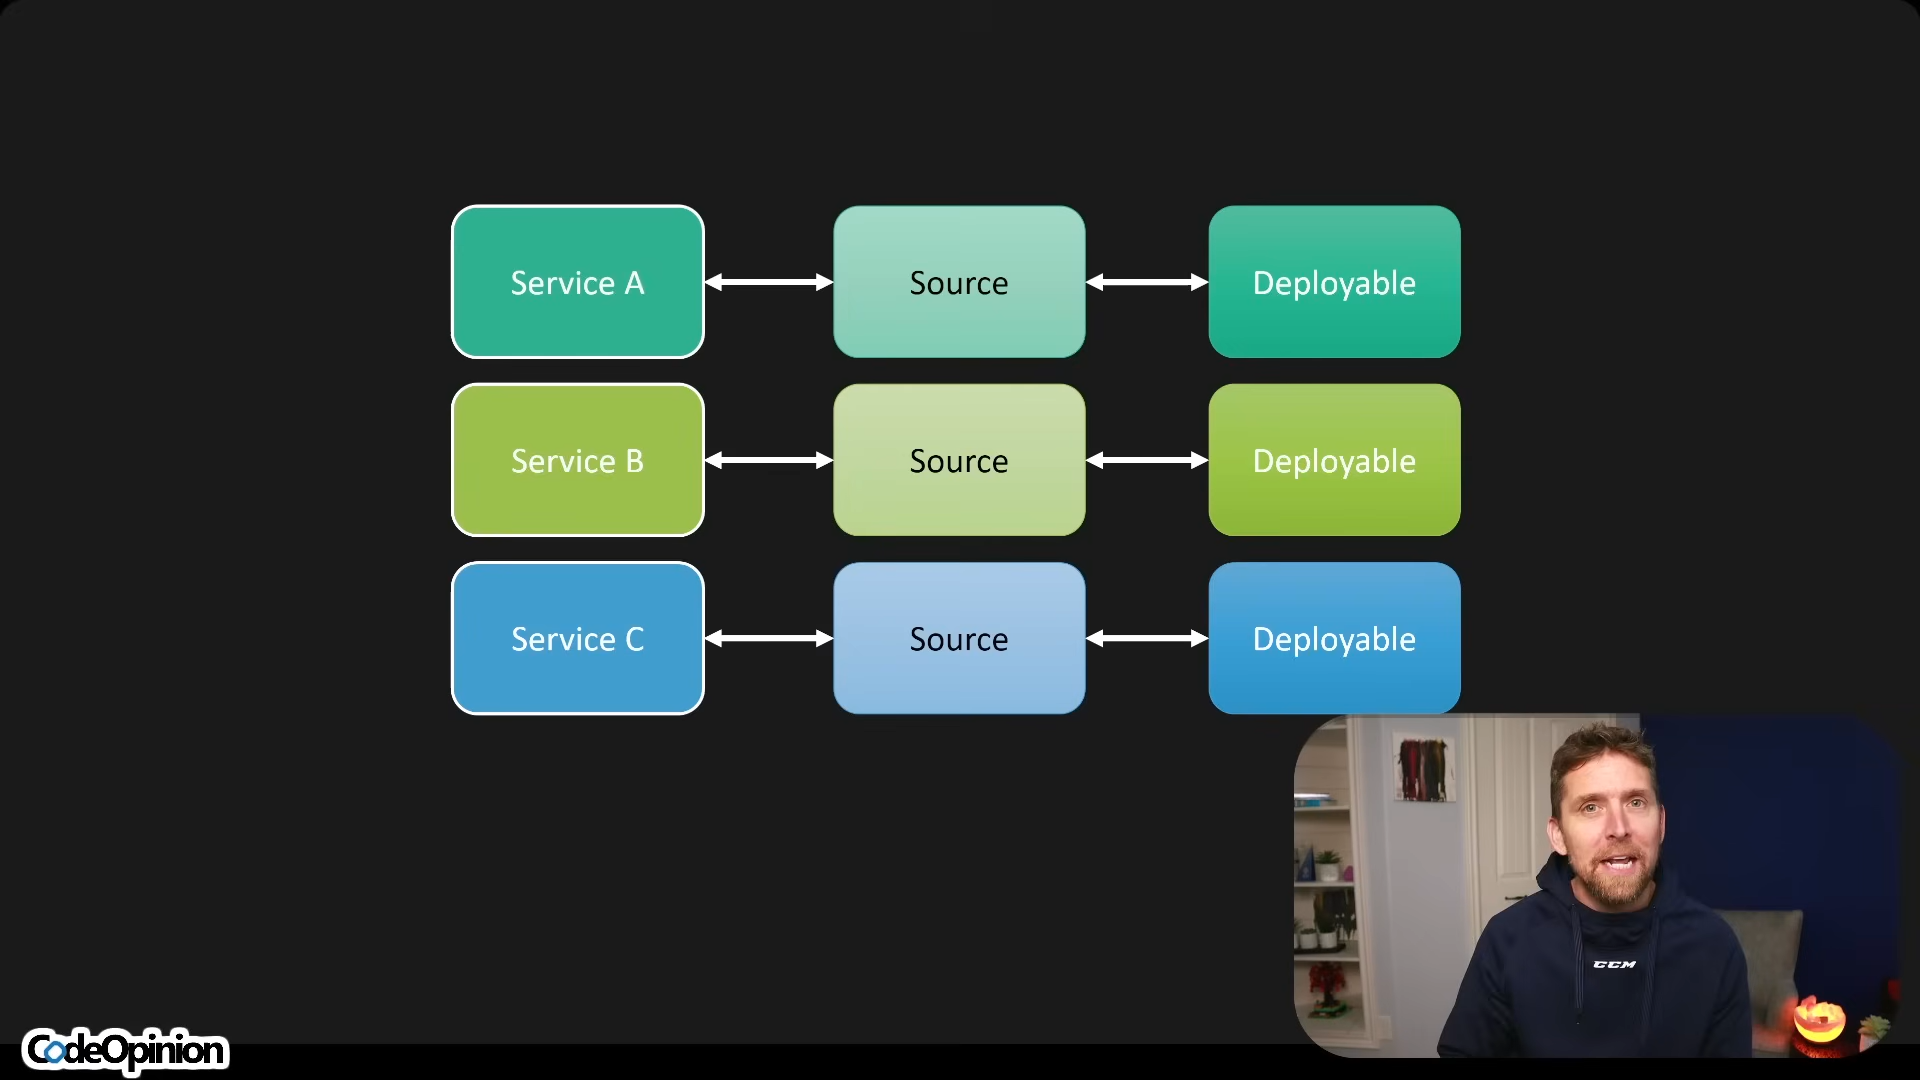 Service A
Source
Deployable
Service B
Source
Deployable
Service C
Source
Deployable
CCM
CodeOpinion